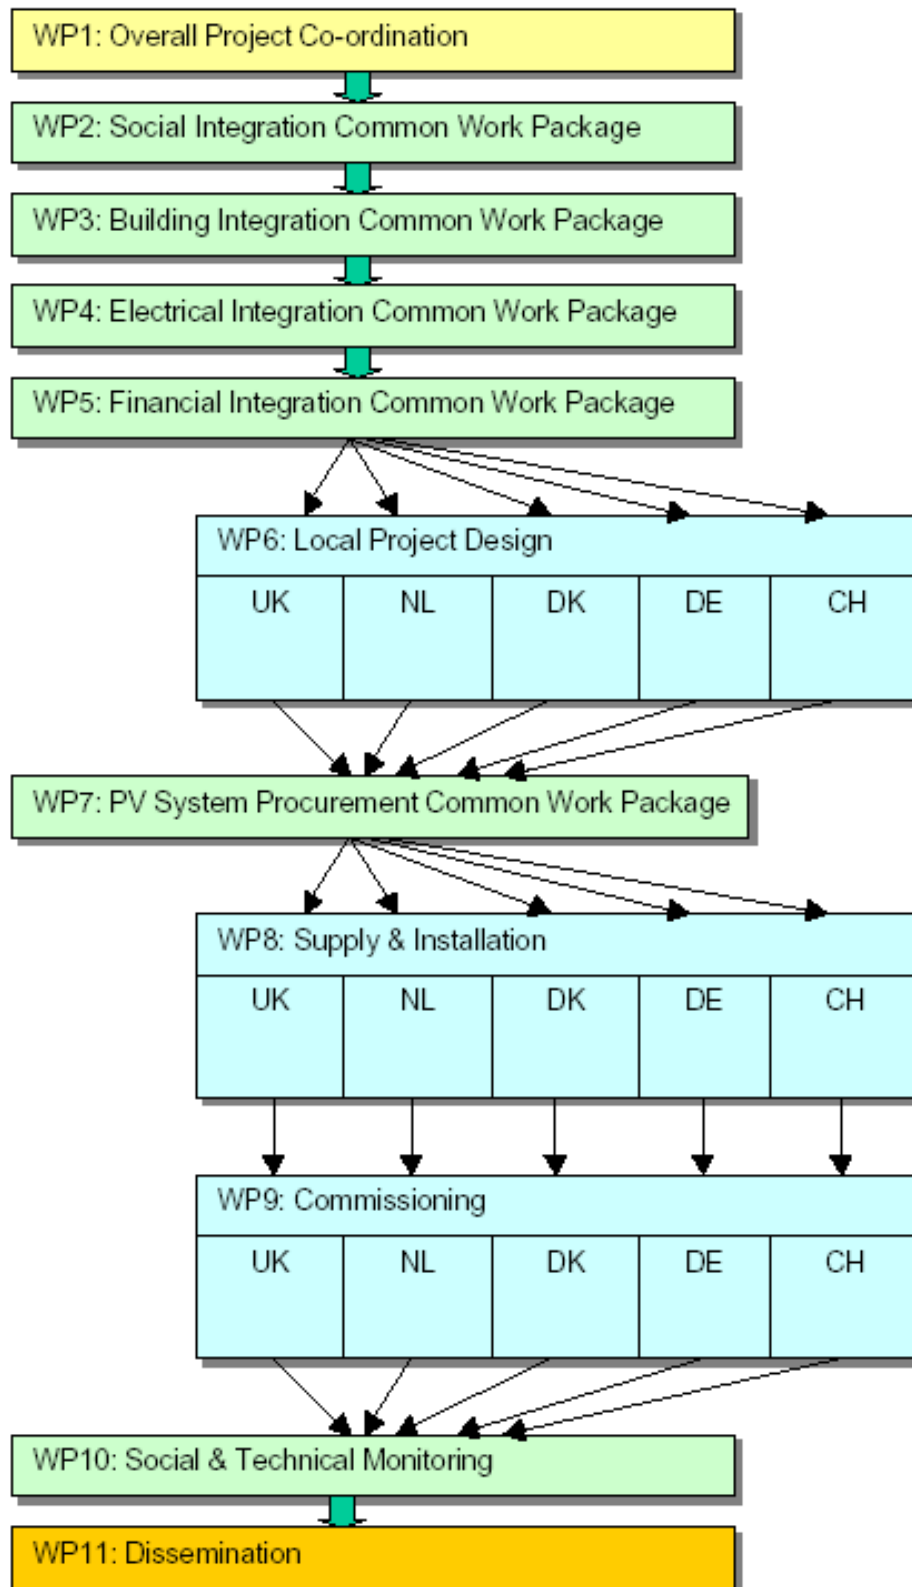 WP1: Overall Project Co-ordination
WP2: Social Integration Common Work Package
WP3: Building Integration Common Work Package
WP4: Electrical Integration Common Work Package
WP5: Financial Integration Common Work Package
WP6: Local Project Design
UK NL DK DE CH
WP7: PV System Procurement Common Work Package
WP8: Supply & Installation
UK NL DK DE CH
WP9: Commissioning
UK NL DK DE CH
WP10: Social & Technical Monitoring
WP11: Dissemination